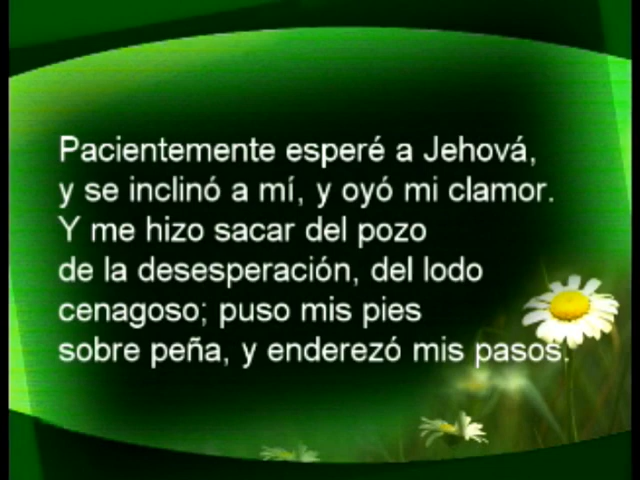 Pacientemente esperé a Jehová,
y se inclinó a mí, y oyó mi clamor.
Y me hizo sacar del pozo
de la desesperación, del lodo
cenagoso; puso mis pies
sobre peña, y enderezó mis pasos.